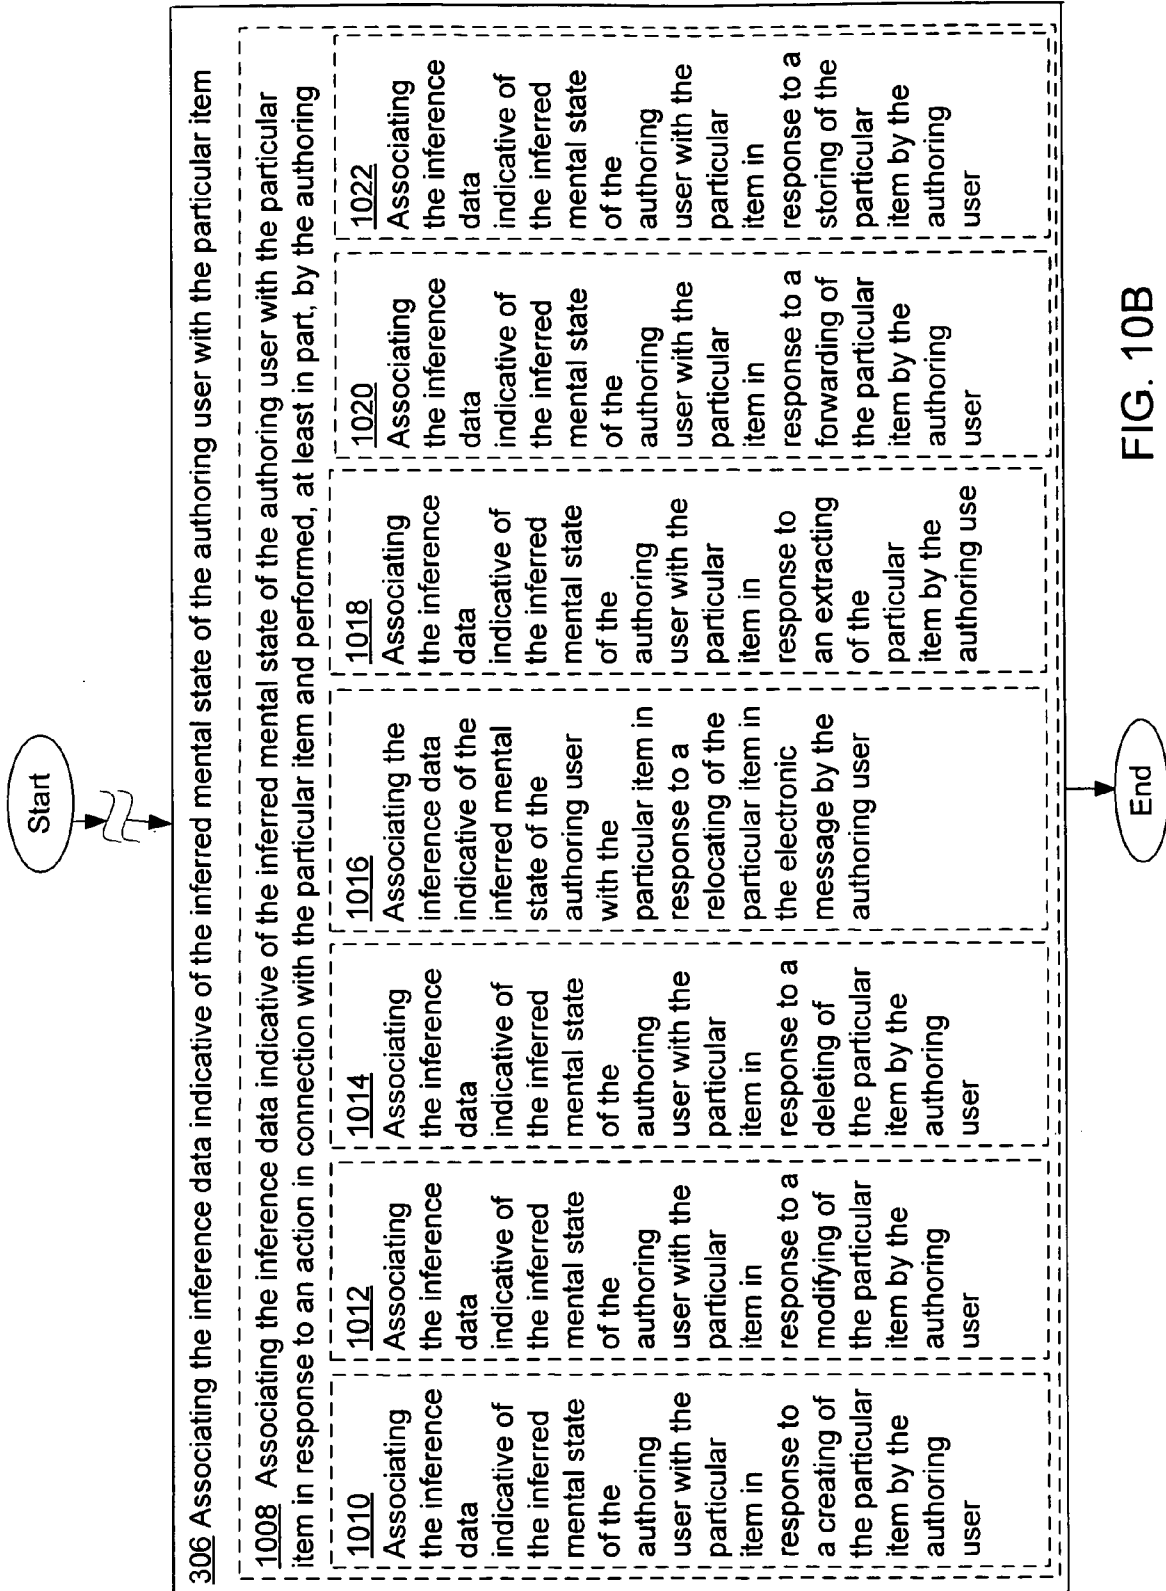 Start
306 Associating the inference data indicative of the inferred mental state of the authoring user with the particular item
1008 Associating the inference data indicative of the inferred mental state of the authoring user with the particular
item in response to an action in connection with the particular item and performed, at least in part, by the authoring
1010
Associating
the inference
data
indicative of
the inferred
mental state
of the
authoring
user with the
particular
item in
response to
a creating of
the particular
item by the
authoring
user
1012
Associating
the inference
data
indicative of
the inferred
mental state
of the
authoring
user with the
particular
item in
response to a
modifying of
the particular
item by the
authoring
user
1014
Associating
the inference
data
indicative of
the inferred
mental state
of the
authoring
user with the
particular
item in
response to a
deleting of
the particular
item by the
authoring
user
1016
Associating the
inference data
indicative of the
inferred mental
state of the
authoring user
with the
particular item in
response to a
relocating of the
particular item in
the electronic
message by the
authoring user
1018
Associating
the inference
data
indicative of
the inferred
mental state
of the
authoring
user with the
particular
item in
response to
an extracting
of the
particular
item by the
authoring use
1020
Associating
the inference
data
indicative of
the inferred
mental state
of the
authoring
user with the
particular
item in
response to a
forwarding of
the particular
item by the
authoring
user
1022
Associating
the inference
data
indicative of
the inferred
mental state
of the
authoring
user with the
particular
item in
response to a
storing of the
particular
item by the
authoring
user
End
FIG. 10B